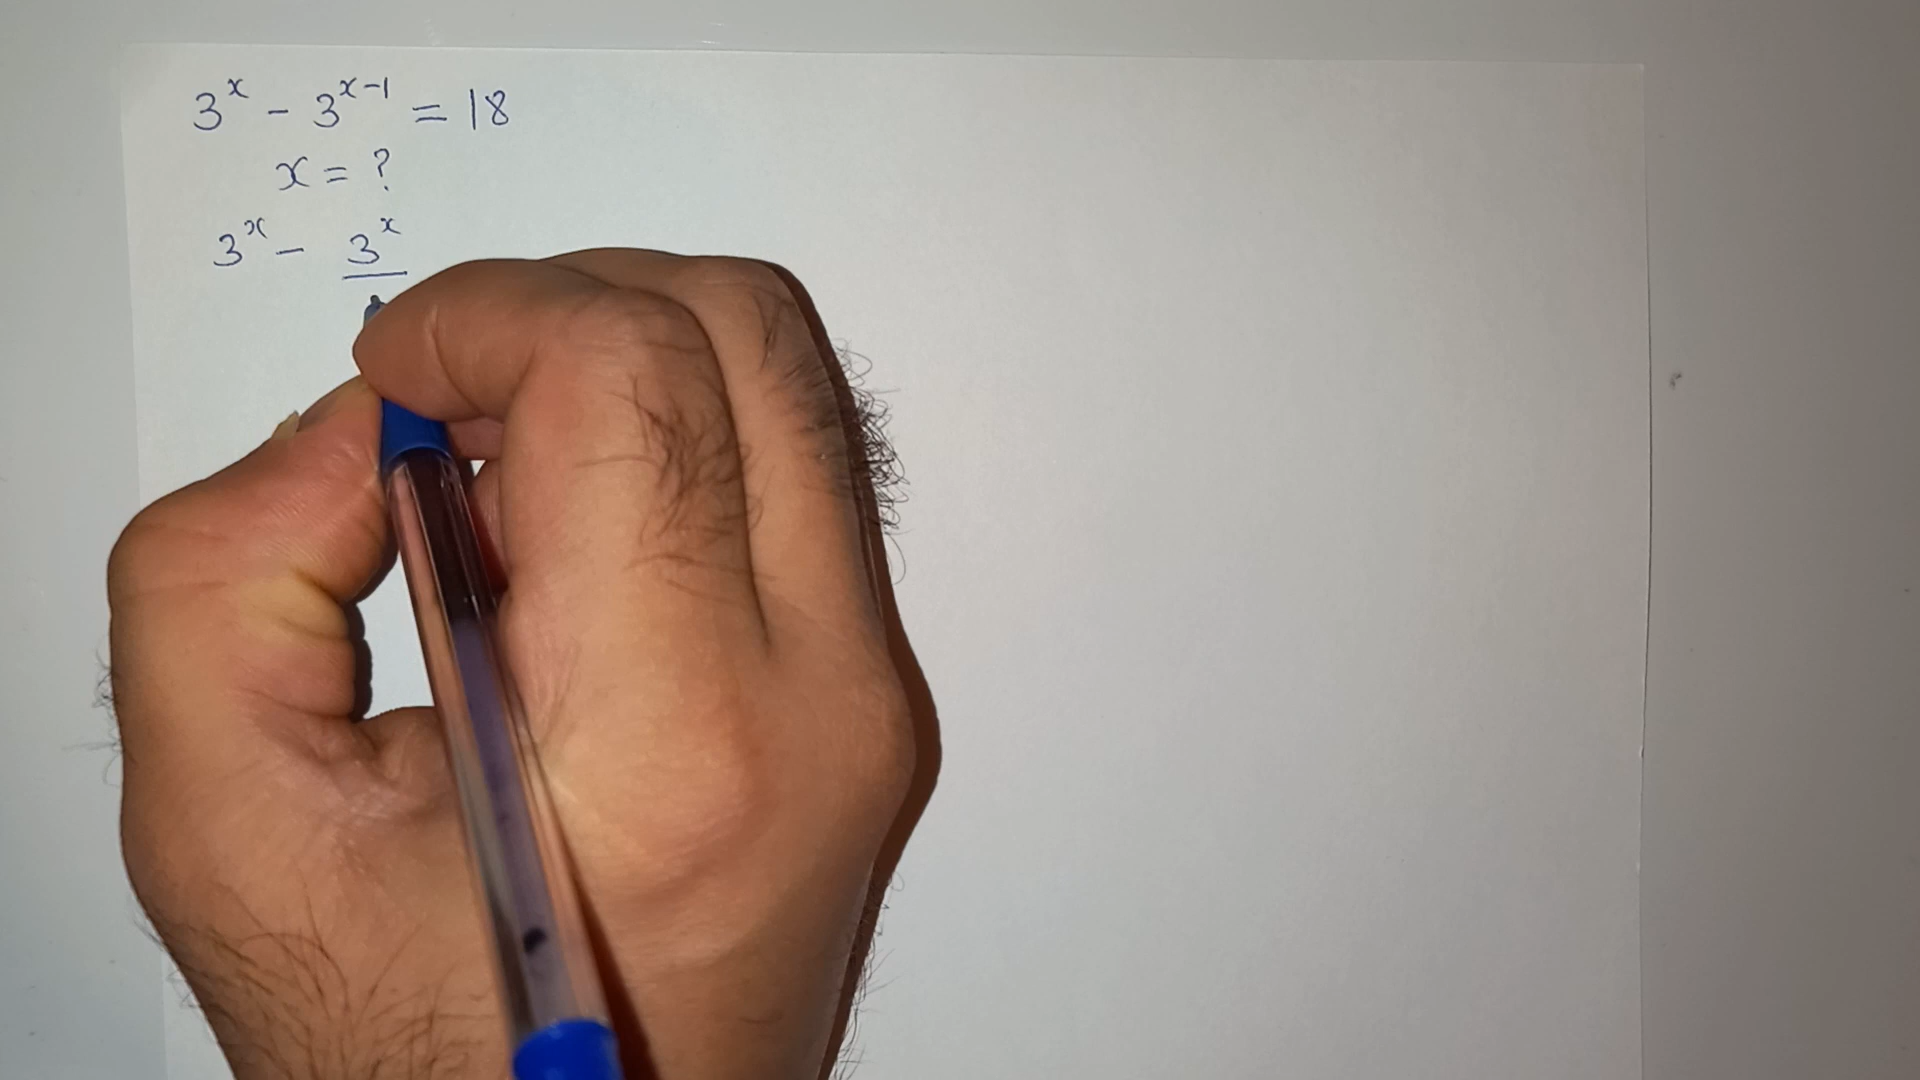 3^x - 3^{x-1} = 18
x = ?
3^x - 3^x